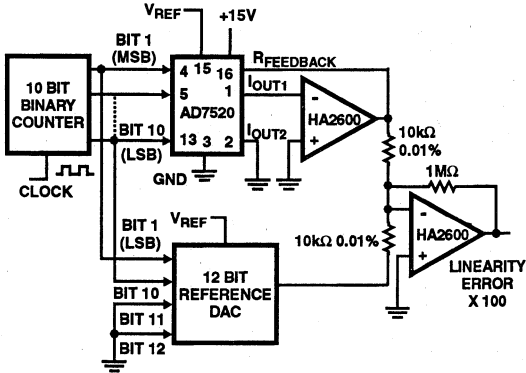 VREF
+15V
BIT 1
(MSB)
RFEEDBACK
4
15
16
10 BIT
BINARY
COUNTER
5
1
IOUT1
AD7520
HA2600
-
+
BIT 10
(LSB)
13
3
2
IOUT2
10kΩ
0.01%
CLOCK
GND
1MΩ
BIT 1
(LSB)
VREF
10kΩ 0.01%
-
HA2600
+
12 BIT
REFERENCE
DAC
LINEARITY
ERROR
X 100
BIT 10
BIT 11
BIT 12